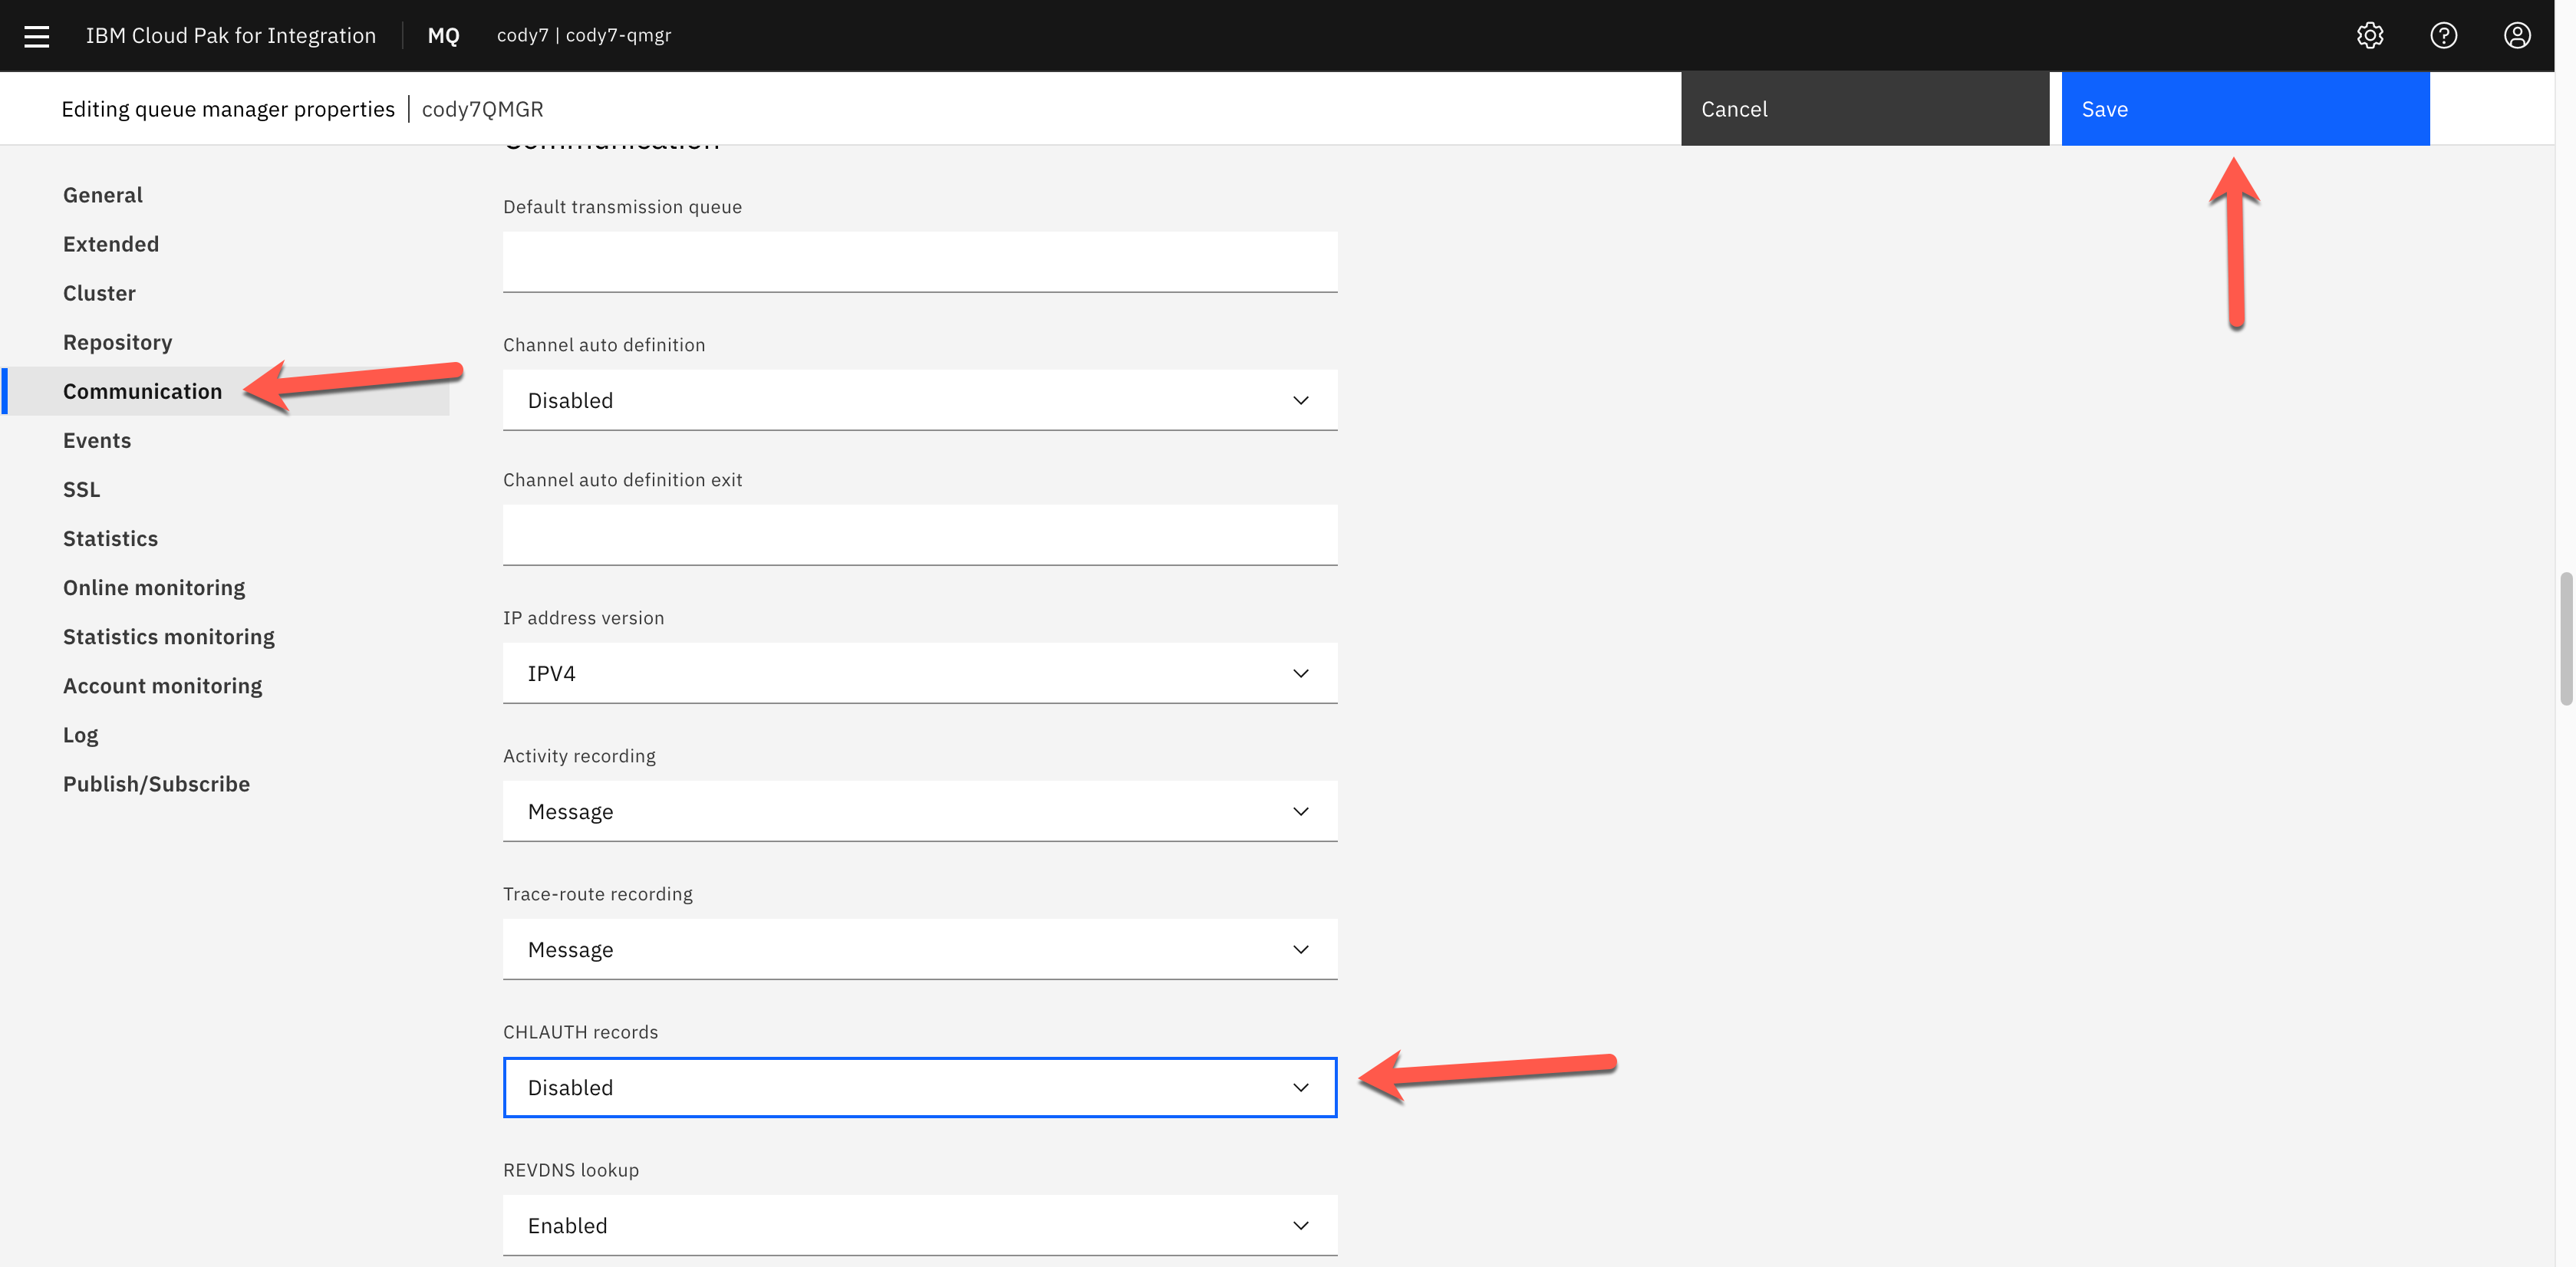 IBM Cloud Pak for Integration MQ cody7 | cody7-qmgr
Editing queue manager properties cody7QMGR
Cancel
Save
General
Extended
Cluster
Repository
Communication
Events
SSL
Statistics
Online monitoring
Statistics monitoring
Account monitoring
Log
Publish/Subscribe
Communication
Default transmission queue
Channel auto definition
Disabled
Channel auto definition exit
IP address version
IPV4
Activity recording
Message
Trace-route recording
Message
CHLAUTH records
Disabled
REVDNS lookup
Enabled